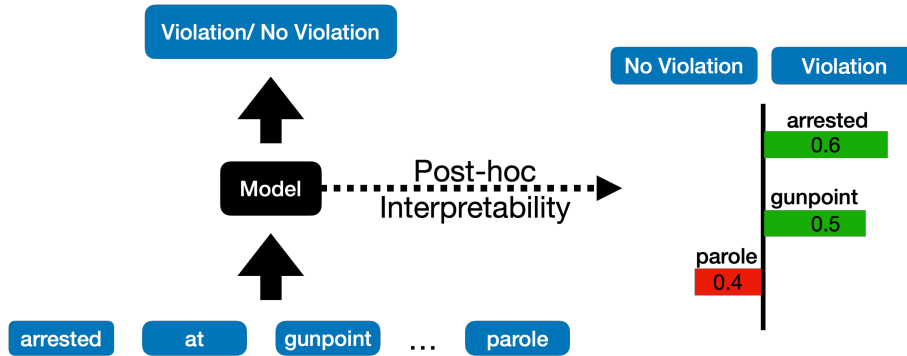 Violation/ No Violation
Model
arrested
at
gunpoint
...
parole
Post-hoc
Interpretability
No Violation
Violation
arrested
0.6
gunpoint
0.5
parole
0.4